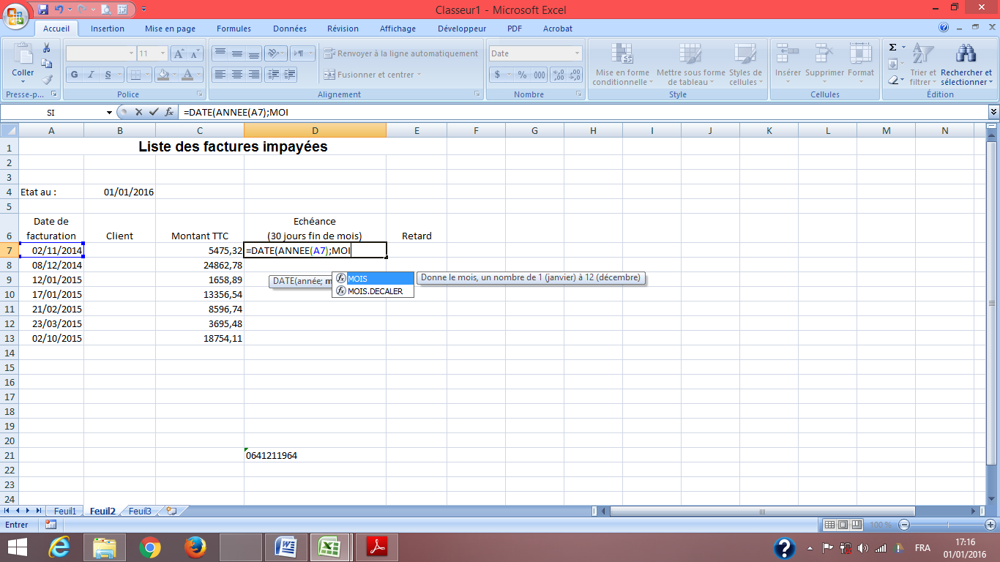 Classeur1 - Microsoft Excel
Accueil Insertion Mise en page Formules Données Révision Affichage Développeur PDF Acrobat
Coller
11
Renvoyer à la ligne automatiquement
Date
G I S
Fusionner et centrer
$ % 000
Mise en forme conditionnelle
Mettre sous forme de tableau
Styles de cellules
Insérer Supprimer Format
Σ
Trier et filtrer
Rechercher et sélectionner
Presse-p... Police Alignement Nombre Style Cellules Édition
SI fx =DATE(ANNEE(A7);MOI
A B C D E F G H I J K L M N
1 Liste des factures impayées
2
3
4 Etat au : 01/01/2016
5
Date de Echéance
6 facturation Client Montant TTC (30 jours fin de mois) Retard
7 02/11/2014 5475,32 =DATE(ANNEE(A7);MOI
8 08/12/2014 24862,78
9 12/01/2015 1658,89 DATE(année; m MOIS Donne le mois, un nombre de 1 (janvier) à 12 (décembre)
10 17/01/2015 13356,54 MOIS.DECALER
11 21/02/2015 8596,74
12 23/03/2015 3695,48
13 02/10/2015 18754,11
14
15
16
17
18
19
20
21 0641211964
22
23
24
Feuil1 Feuil2 Feuil3
Entrer 100 %
FRA 17:16
01/01/2016